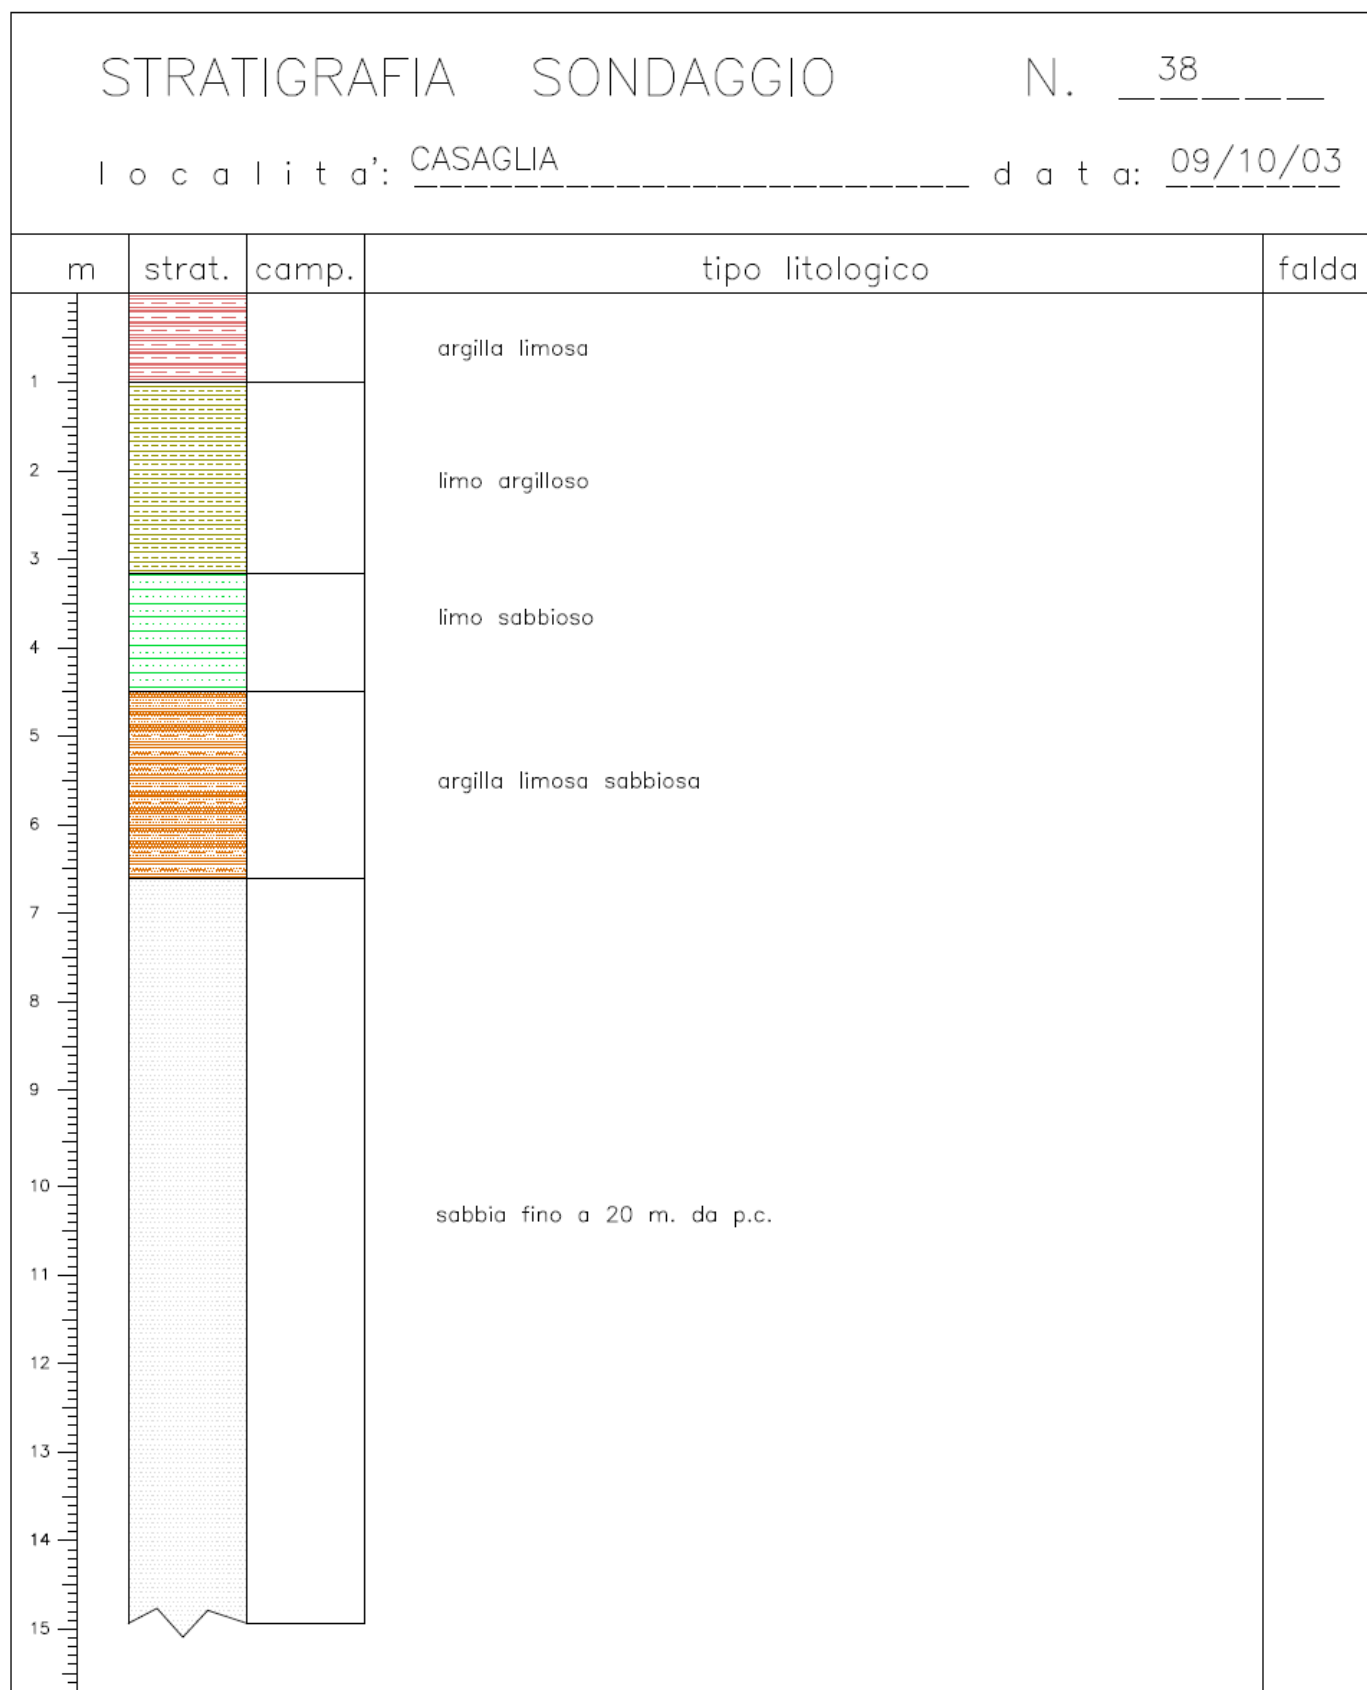 STRATIGRAFIA SONDAGGIO N. 38
localita': CASAGLIA data: 09/10/03
m strat. camp. tipo litologico falda
argilla limosa
1
2
limo argilloso
3
limo sabbioso
4
5
argilla limosa sabbiosa
6
7
8
9
10
sabbia fino a 20 m. da p.c.
11
12
13
14
15